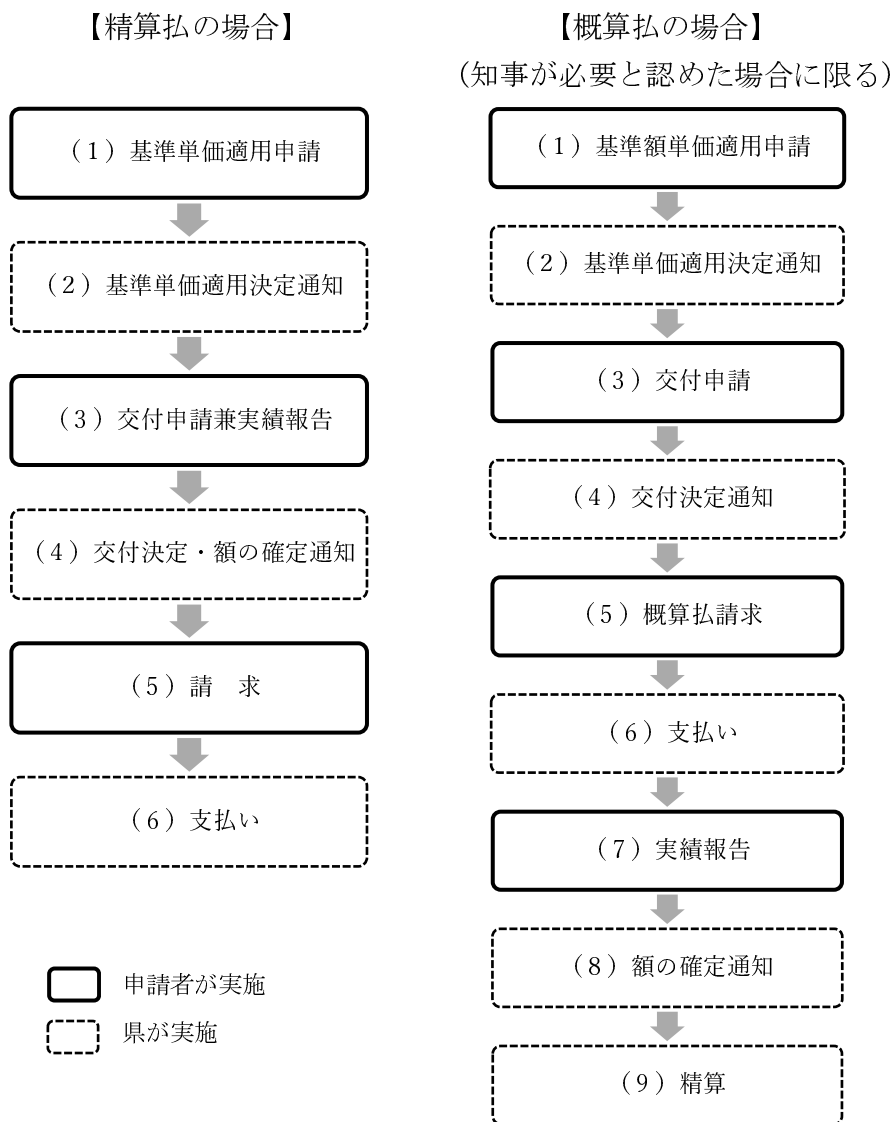 【精算払の場合】
（１）基準単価適用申請
（２）基準単価適用決定通知
（３）交付申請兼実績報告
（４）交付決定・額の確定通知
（５）請　求
（６）支払い
申請者が実施
県が実施
【概算払の場合】
（知事が必要と認めた場合に限る）
（１）基準額単価適用申請
（２）基準単価適用決定通知
（３）交付申請
（４）交付決定通知
（５）概算払請求
（６）支払い
（７）実績報告
（８）額の確定通知
（９）精算